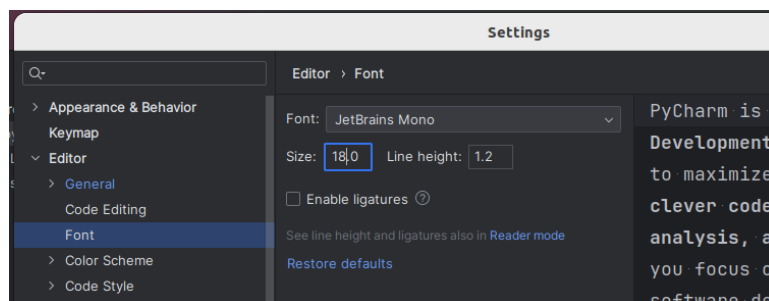 Settings
Editor › Font
> Appearance & Behavior
Keymap
Editor
> General
Code Editing
Font
> Color Scheme
> Code Style
Font: JetBrains Mono
Size: 18.0 Line height: 1.2
Enable ligatures ?
See line height and ligatures also in Reader mode
Restore defaults
PyCharm is
Development
to maximize
clever code
analysis,
you focus